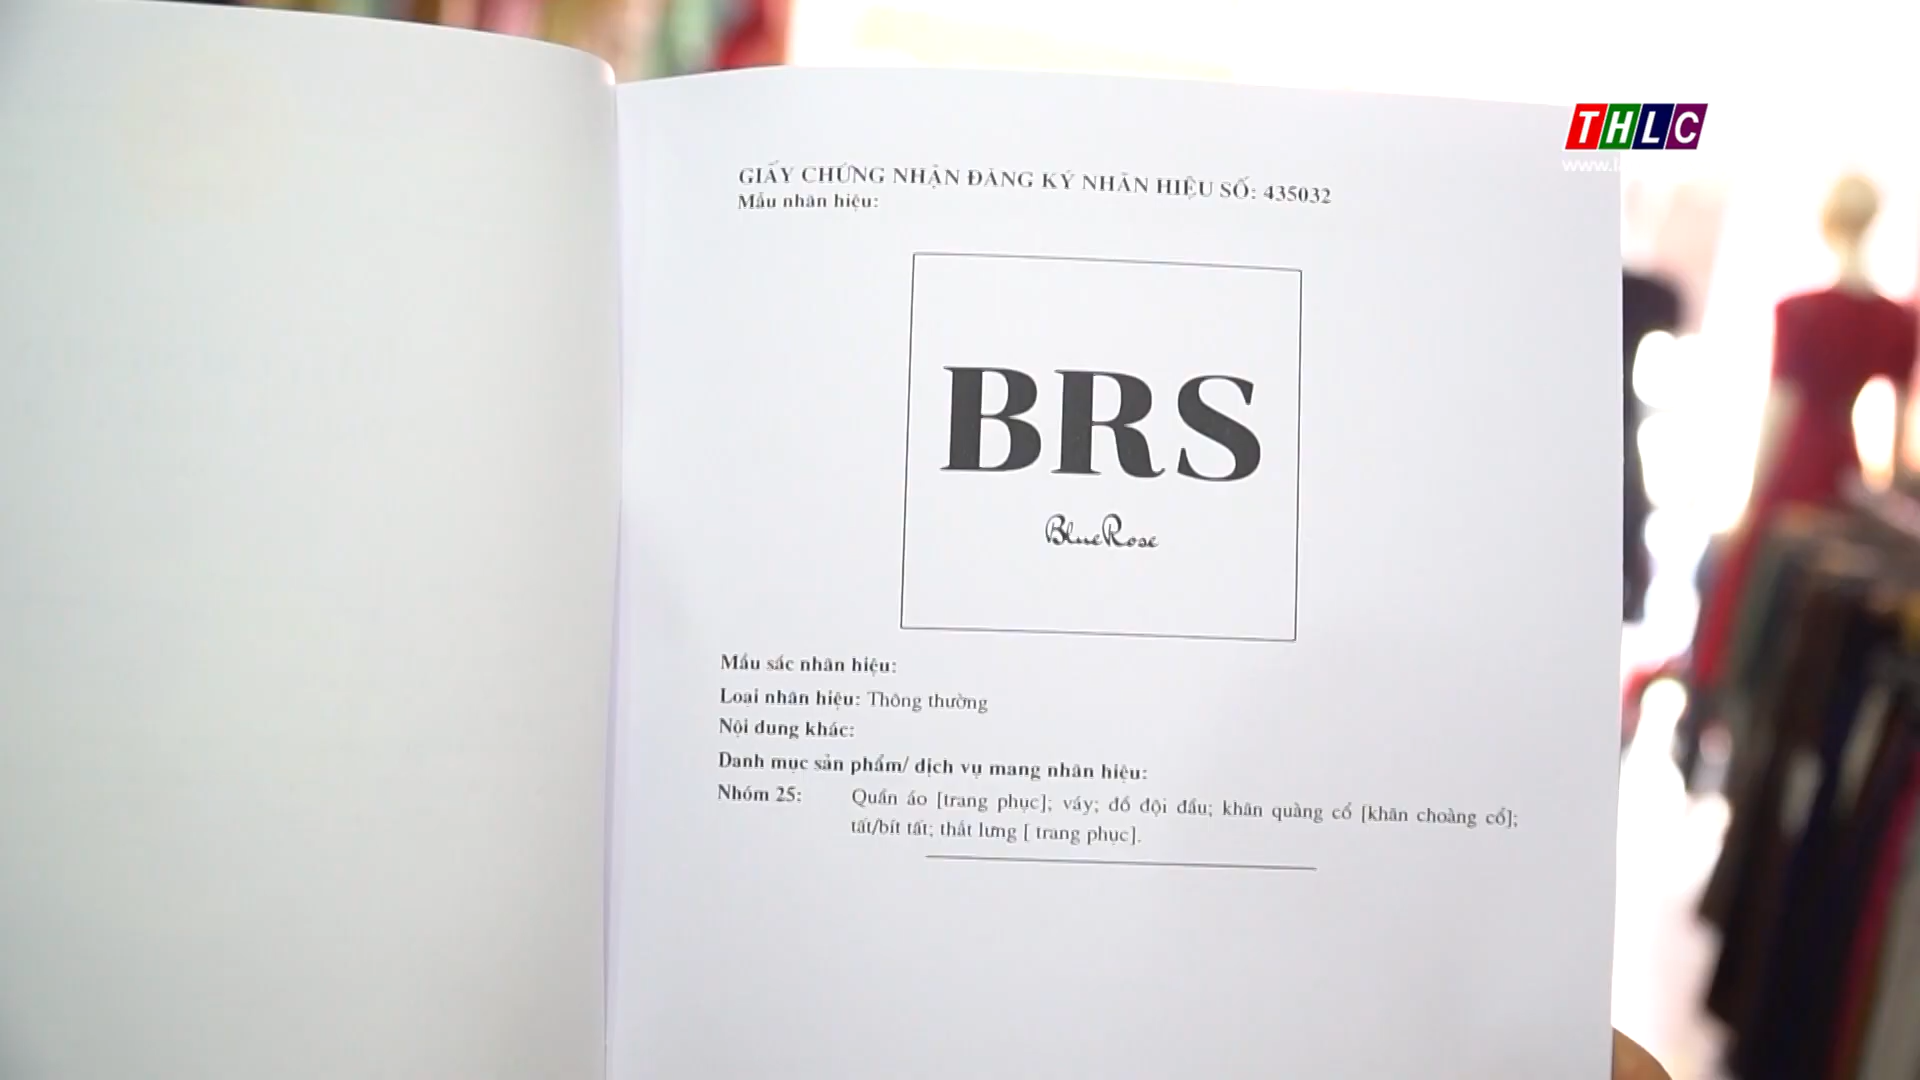 THLC
GIẤY CHỨNG NHẬN ĐĂNG KÝ NHÃN HIỆU SỐ: 435032
Mẫu nhãn hiệu:
BRS
BlueRose
Mầu sắc nhãn hiệu:
Loại nhãn hiệu: Thông thường
Nội dung khác:
Danh mục sản phẩm/ dịch vụ mang nhãn hiệu:
Nhóm 25: Quần áo [trang phục]; váy; đồ đội đầu; khăn quàng cổ [khăn choàng cổ];
tất/bít tất; thắt lưng [ trang phục].